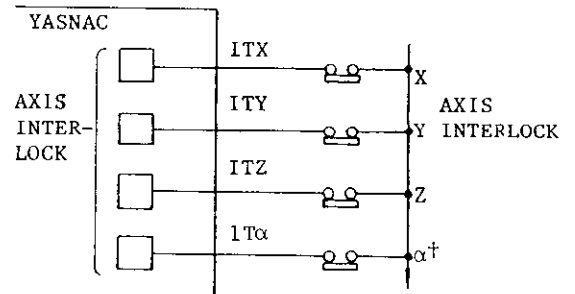 YASNAC
AXIS
INTER-
LOCK
ITX
ITY
ITZ
1Tα
X
Y
Z
α†
AXIS
INTERLOCK